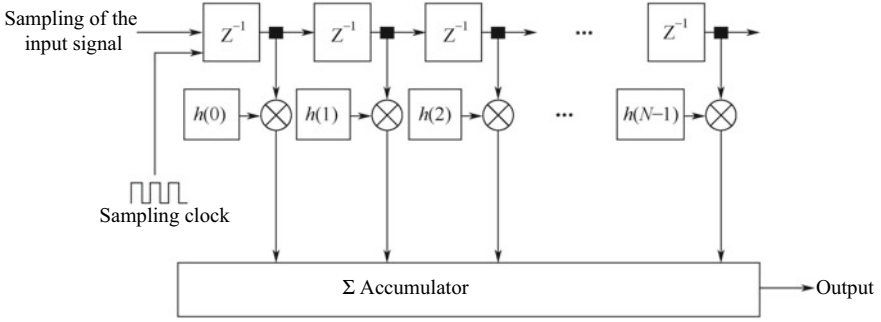 Sampling of the
input signal
Z⁻¹ Z⁻¹ Z⁻¹ ··· Z⁻¹
h(0) h(1) h(2) ··· h(N−1)
Sampling clock
Σ Accumulator
Output